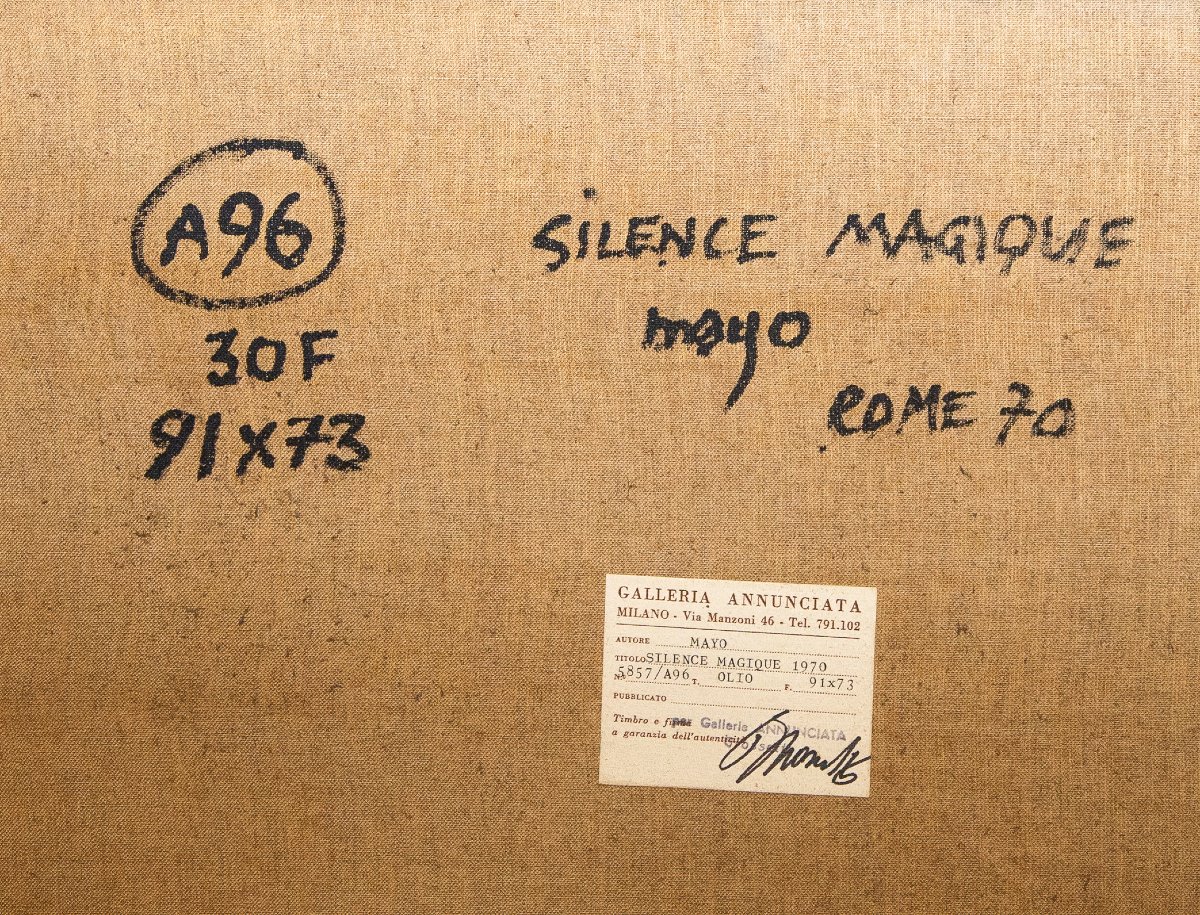 A96
30F
91x73
SILENCE MAGIQUE
mayo
ROME 70
GALLERIA ANNUNCIATA
MILANO - Via Manzoni 46 - Tel. 791.102
AUTORE MAYO
TITOLO SILENCE MAGIQUE 1970
N. 5857/A96 T. OLIO F. 91x73
PUBBLICATO
Timbro e firma per Galleria ANNUNCIATA
a garanzia dell'autenticità